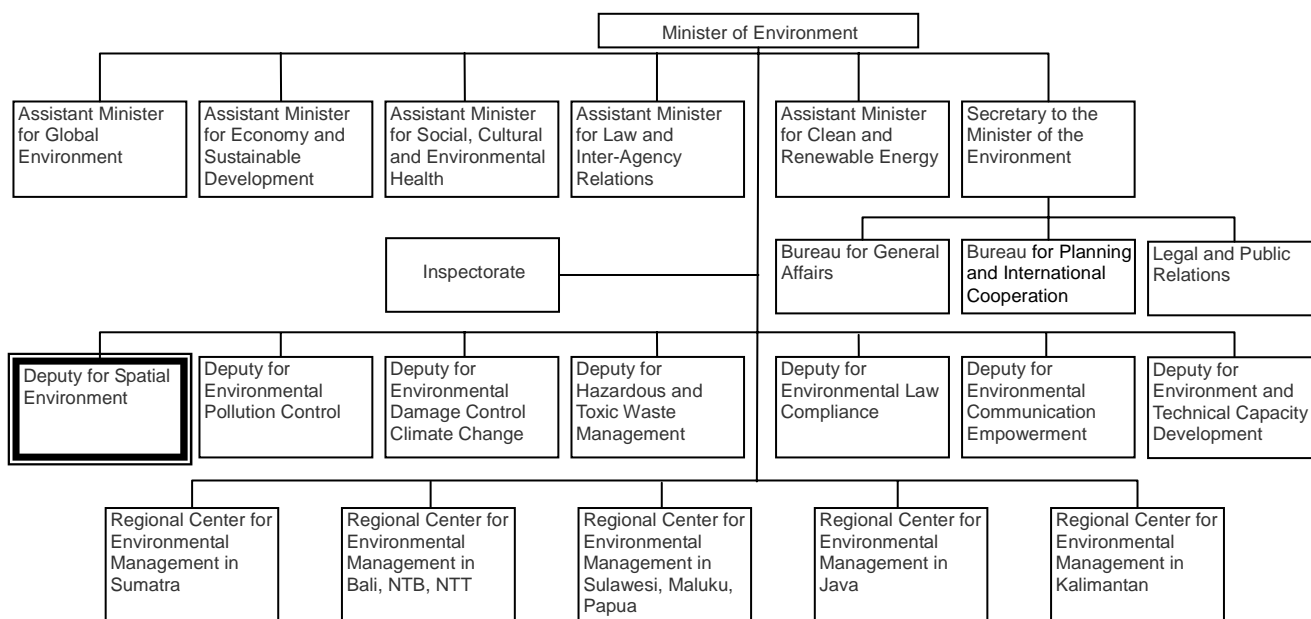 Minister of Environment
Assistant Minister
for Global
Environment
Assistant Minister
for Economy and
Sustainable
Development
Assistant Minister
for Social, Cultural
and Environmental
Health
Assistant Minister
for Law and
Inter-Agency
Relations
Assistant Minister
for Clean and
Renewable Energy
Secretary to the
Minister of the
Environment
Inspectorate
Bureau for General
Affairs
Bureau for Planning
and International
Cooperation
Legal and Public
Relations
Deputy for Spatial
Environment
Deputy for
Environmental
Pollution Control
Deputy for
Environmental
Damage Control
Climate Change
Deputy for
Hazardous and
Toxic Waste
Management
Deputy for
Environmental Law
Compliance
Deputy for
Environmental
Communication
Empowerment
Deputy for
Environment and
Technical Capacity
Development
Regional Center for
Environmental
Management in
Sumatra
Regional Center for
Environmental
Management in
Bali, NTB, NTT
Regional Center for
Environmental
Management in
Sulawesi, Maluku,
Papua
Regional Center for
Environmental
Management in
Java
Regional Center for
Environmental
Management in
Kalimantan